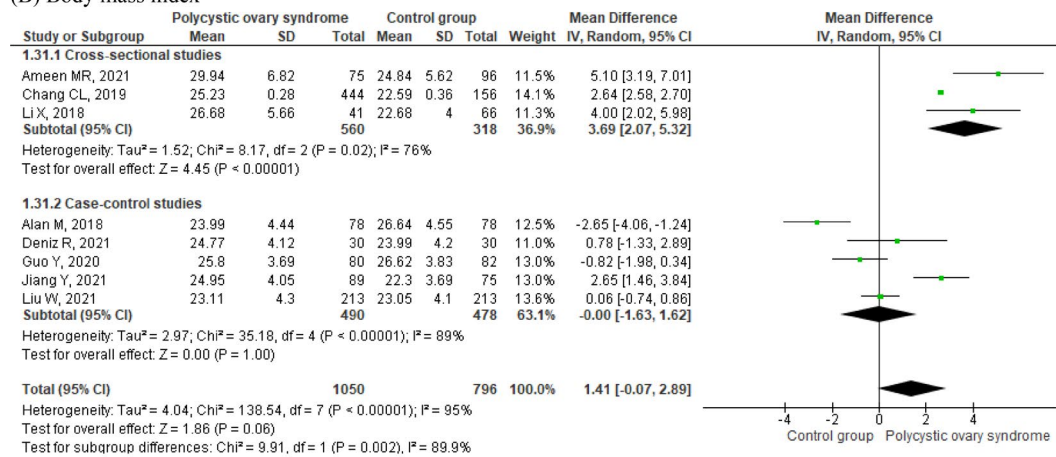 (B) Body mass index
Polycystic ovary syndrome Control group Mean Difference Mean Difference
Study or Subgroup Mean SD Total Mean SD Total Weight IV, Random, 95% CI IV, Random, 95% CI
1.31.1 Cross-sectional studies
Ameen MR, 2021 29.94 6.82 75 24.84 5.62 96 11.5% 5.10 [3.19, 7.01]
Chang CL, 2019 25.23 0.28 444 22.59 0.36 156 14.1% 2.64 [2.58, 2.70]
Li X, 2018 26.68 5.66 41 22.68 4 66 11.3% 4.00 [2.02, 5.98]
Subtotal (95% CI) 560 318 36.9% 3.69 [2.07, 5.32]
Heterogeneity: Tau² = 1.52; Chi² = 8.17, df = 2 (P = 0.02); I² = 76%
Test for overall effect: Z = 4.45 (P < 0.00001)
1.31.2 Case-control studies
Alan M, 2018 23.99 4.44 78 26.64 4.55 78 12.5% -2.65 [-4.06, -1.24]
Deniz R, 2021 24.77 4.12 30 23.99 4.2 30 11.0% 0.78 [-1.33, 2.89]
Guo Y, 2020 25.8 3.69 80 26.62 3.83 82 13.0% -0.82 [-1.98, 0.34]
Jiang Y, 2021 24.95 4.05 89 22.3 3.69 75 13.0% 2.65 [1.46, 3.84]
Liu W, 2021 23.11 4.3 213 23.05 4.1 213 13.6% 0.06 [-0.74, 0.86]
Subtotal (95% CI) 490 478 63.1% -0.00 [-1.63, 1.62]
Heterogeneity: Tau² = 2.97; Chi² = 35.18, df = 4 (P < 0.00001); I² = 89%
Test for overall effect: Z = 0.00 (P = 1.00)
Total (95% CI) 1050 796 100.0% 1.41 [-0.07, 2.89]
Heterogeneity: Tau² = 4.04; Chi² = 138.54, df = 7 (P < 0.00001); I² = 95%
Test for overall effect: Z = 1.86 (P = 0.06)
Test for subgroup differences: Chi² = 9.91, df = 1 (P = 0.002), I² = 89.9%
-4 -2 0 2 4
Control group Polycystic ovary syndrome